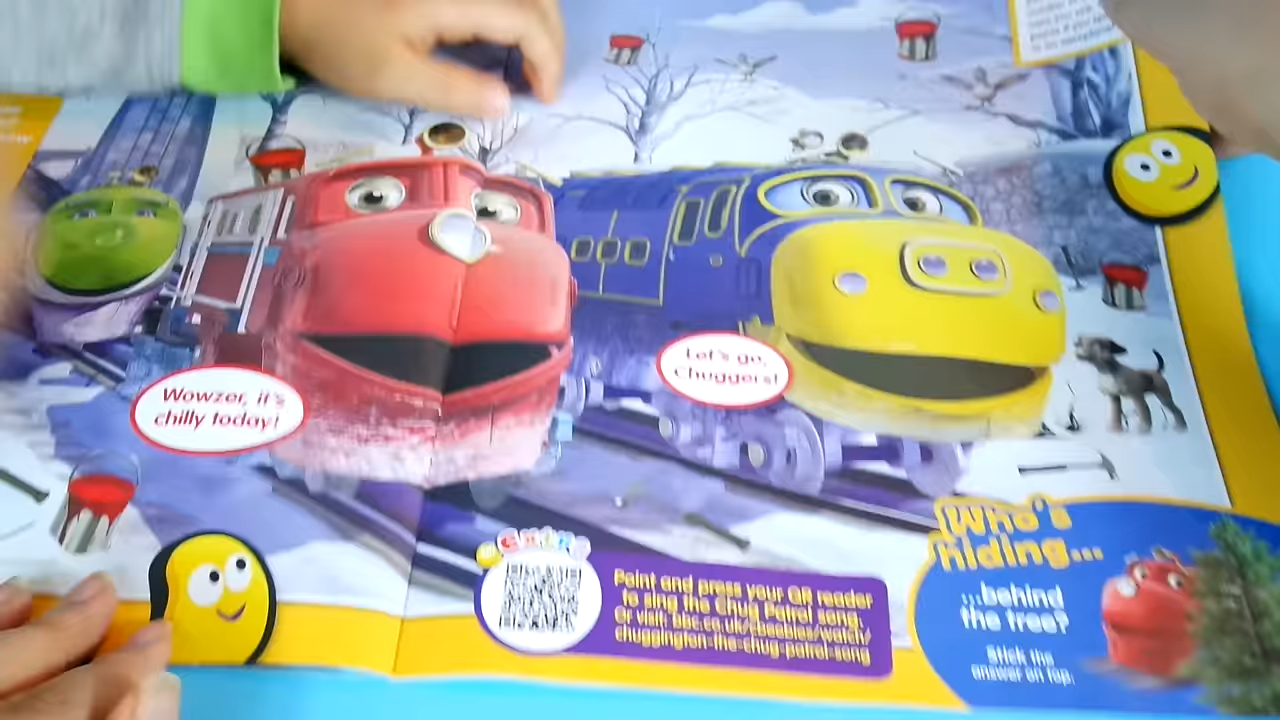 Wowzer, it's
chilly today!
Let's go,
Chuggers!
Point and press your QR reader
to sing the Chug Patrol song.
Or visit: bbc.co.uk/cbeebies/watch/
chuggington-the-chug-patrol-song
Who's
hiding...
...behind
the tree?
Stick the
answer on top.